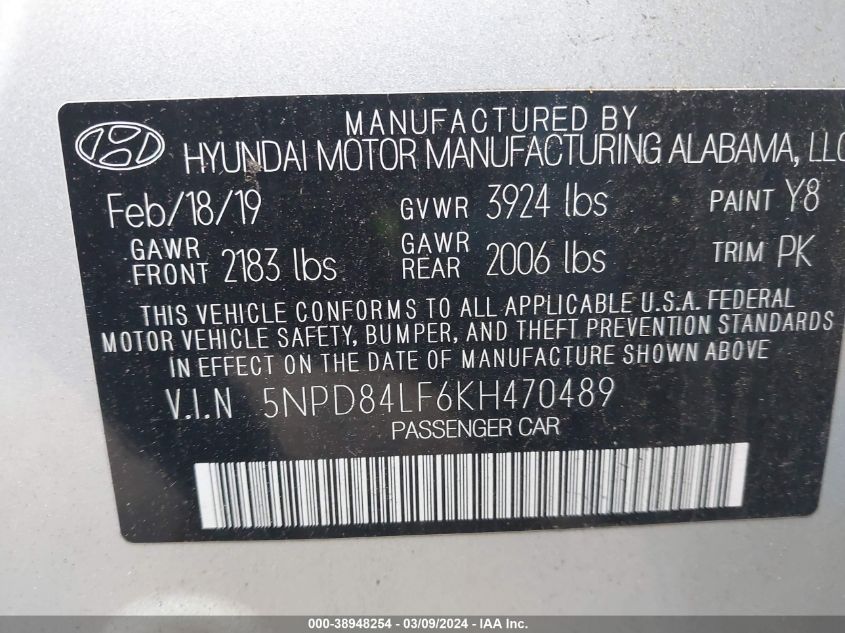 MANUFACTURED BY
HYUNDAI MOTOR MANUFACTURING ALABAMA, LLC
Feb/18/19 GVWR 3924 lbs PAINT Y8
GAWR FRONT 2183 lbs GAWR REAR 2006 lbs TRIM PK
THIS VEHICLE CONFORMS TO ALL APPLICABLE U.S.A. FEDERAL
MOTOR VEHICLE SAFETY, BUMPER, AND THEFT PREVENTION STANDARDS
IN EFFECT ON THE DATE OF MANUFACTURE SHOWN ABOVE
V.I.N 5NPD84LF6KH470489
PASSENGER CAR
000-38948254 - 03/09/2024 - IAA Inc.